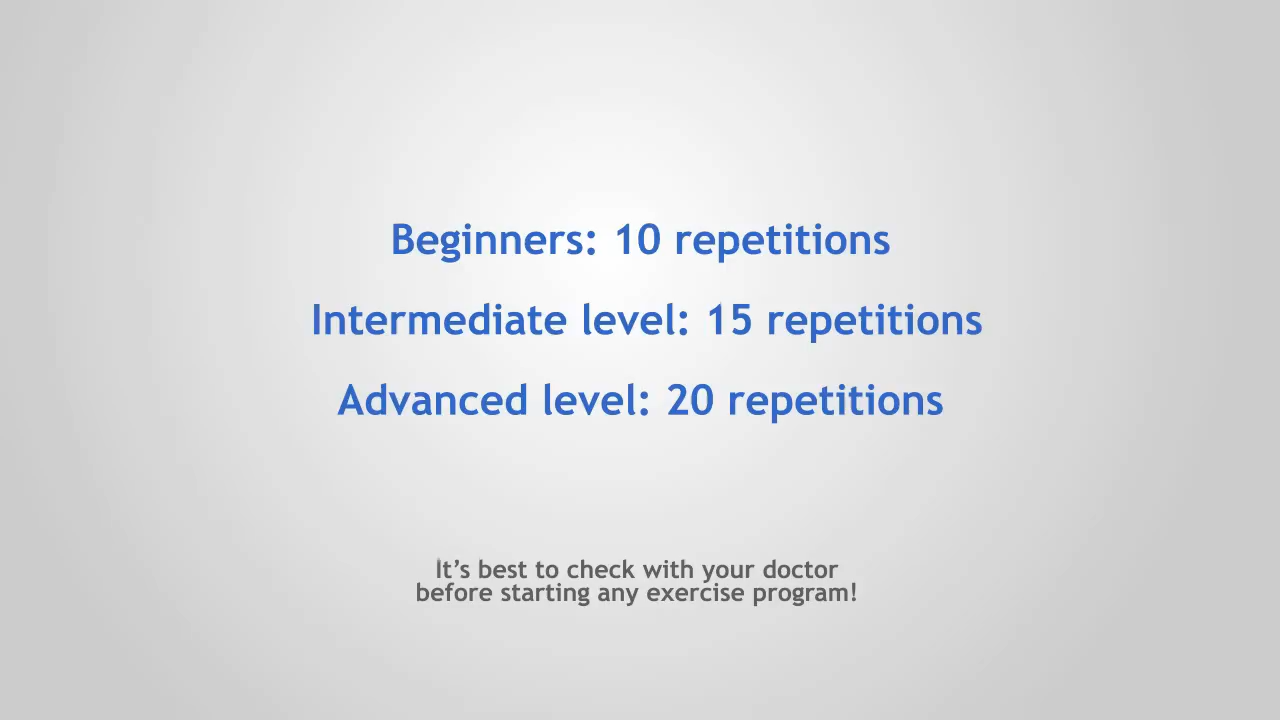 Beginners: 10 repetitions
Intermediate level: 15 repetitions
Advanced level: 20 repetitions
It’s best to check with your doctor
before starting any exercise program!